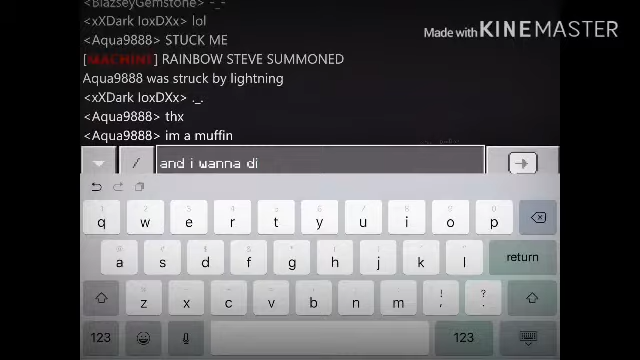 <BlazseyGemstone> -_-
Made with KINEMASTER
<xXDark IoxDXx> lol
<Aqua9888> STUCK ME
[MACHINE] RAINBOW STEVE SUMMONED
Aqua9888 was struck by lightning
<xXDark IoxDXx> ._.
<Aqua9888> thx
<Aqua9888> im a muffin
/ and i wanna di
q w e r t y u i o p
a s d f g h j k l return
z x c v b n m ! , ? .
123 123